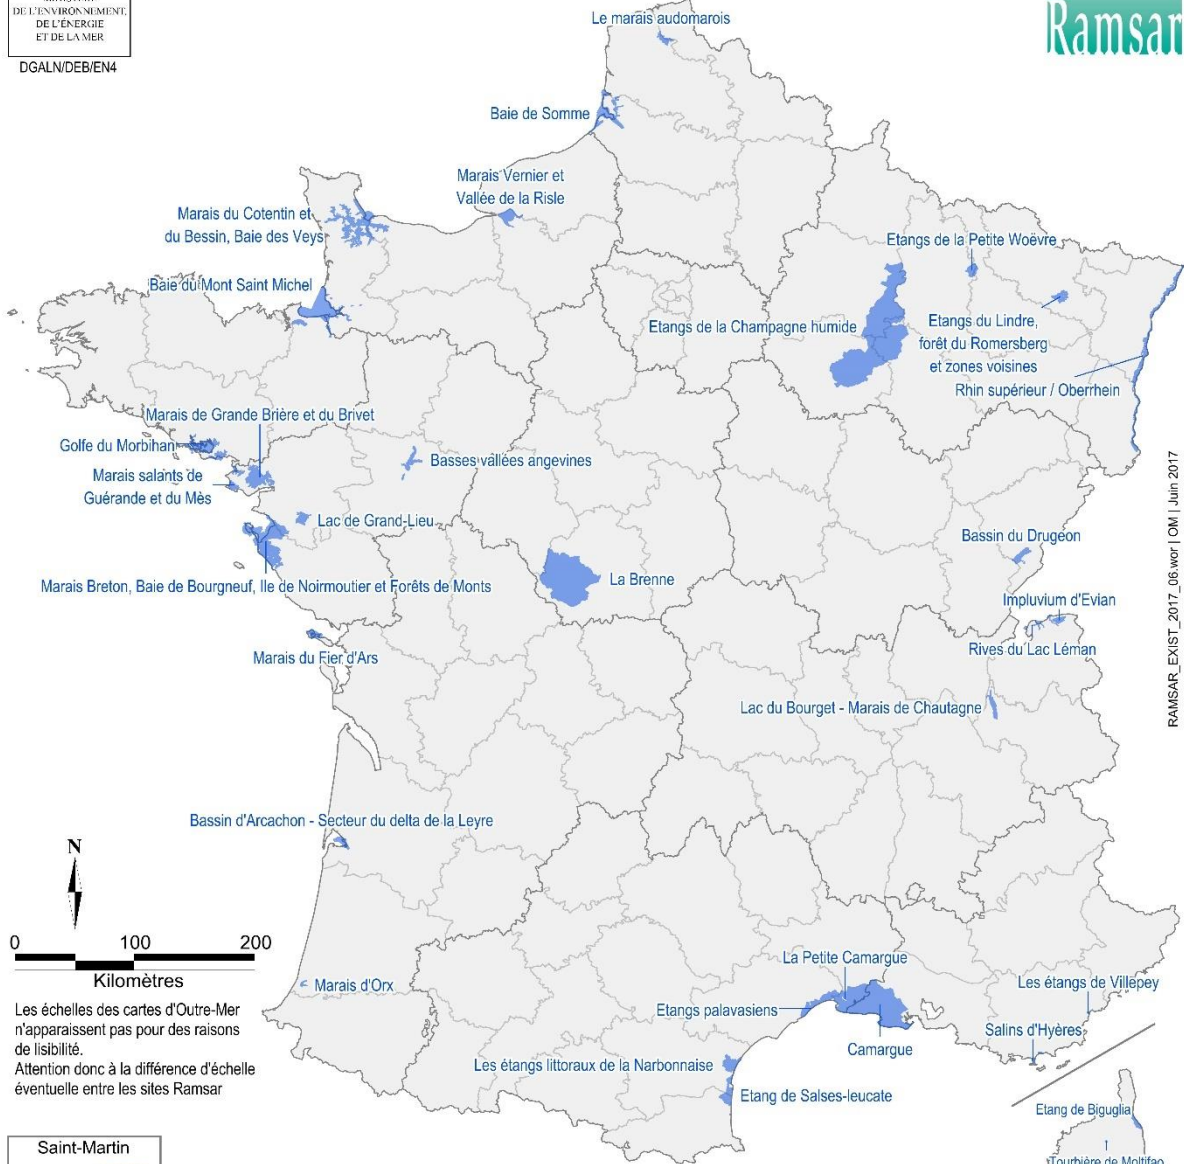 DE L'ENVIRONNEMENT,
DE L'ÉNERGIE
ET DE LA MER
DGALN/DEB/EN4
Ramsar
Le marais audomarois
Baie de Somme
Marais Vernier et
Vallée de la Risle
Marais du Cotentin et
du Bessin, Baie des Veys
Etangs de la Petite Woëvre
Baie du Mont Saint Michel
Etangs de la Champagne humide
Etangs du Lindre,
forêt du Romersberg
et zones voisines
Rhin supérieur / Oberrhein
Marais de Grande Brière et du Brivet
Golfe du Morbihan
Basses vallées angevines
Marais salants de
Guérande et du Mès
Lac de Grand-Lieu
Bassin du Drugeon
Marais Breton, Baie de Bourgneuf, Ile de Noirmoutier et Forêts de Monts
La Brenne
Impluvium d'Evian
Rives du Lac Léman
Marais du Fier d'Ars
Lac du Bourget - Marais de Chautagne
RAMSAR_EXIST_2017_06.wor | OM | Juin 2017
Bassin d'Arcachon - Secteur du delta de la Leyre
N
0 100 200
Kilomètres
Marais d'Orx
La Petite Camargue
Les étangs de Villepey
Etangs palavasiens
Salins d'Hyères
Camargue
Les échelles des cartes d'Outre-Mer
n'apparaissent pas pour des raisons
de lisibilité.
Attention donc à la différence d'échelle
éventuelle entre les sites Ramsar
Les étangs littoraux de la Narbonnaise
Etang de Salses-leucate
Etang de Biguglia
Saint-Martin
Tourbière de Moltifao